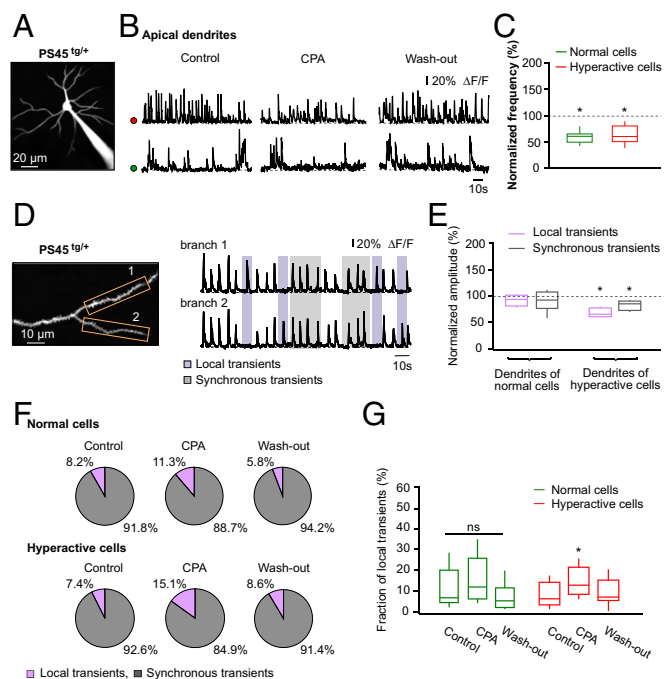 A
PS45 tg/+
20 µm
B
Apical dendrites
Control
CPA
Wash-out
20% ΔF/F
10s
C
Normal cells
Hyperactive cells
Normalized frequency (%)
150
100
50
0
* *
D
PS45 tg/+
1
2
10 µm
branch 1
20% ΔF/F
branch 2
Local transients
Synchronous transients
10s
E
Local transients
Synchronous transients
Normalized amplitude (%)
200
150
100
50
0
* *
Dendrites of normal cells
Dendrites of hyperactive cells
F
Normal cells
Control
CPA
Wash-out
8.2%
11.3%
5.8%
91.8%
88.7%
94.2%
Hyperactive cells
Control
CPA
Wash-out
7.4%
15.1%
8.6%
92.6%
84.9%
91.4%
Local transients, Synchronous transients
G
Normal cells
Hyperactive cells
Fraction of local transients (%)
60
50
40
30
20
10
0
ns
*
Control
CPA
Wash-out
Control
CPA
Wash-out